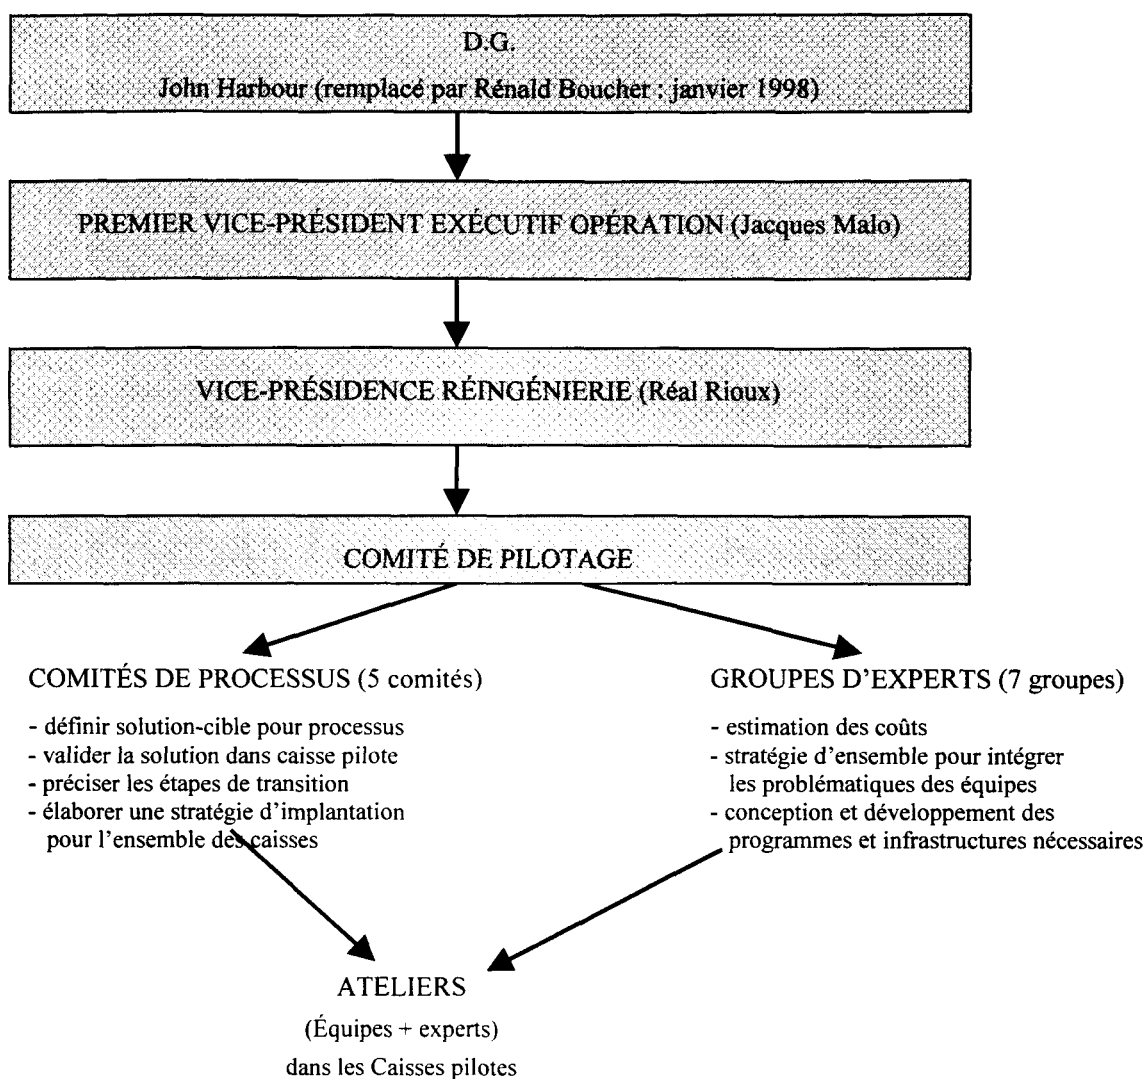 D.G.
John Harbour (remplacé par Rénald Boucher : janvier 1998)
PREMIER VICE-PRÉSIDENT EXÉCUTIF OPÉRATION (Jacques Malo)
VICE-PRÉSIDENCE RÉINGÉNIERIE (Réal Rioux)
COMITÉ DE PILOTAGE
COMITÉS DE PROCESSUS (5 comités)
- définir solution-cible pour processus
- valider la solution dans caisse pilote
- préciser les étapes de transition
- élaborer une stratégie d'implantation
pour l'ensemble des caisses
GROUPES D'EXPERTS (7 groupes)
- estimation des coûts
- stratégie d'ensemble pour intégrer
les problématiques des équipes
- conception et développement des
programmes et infrastructures nécessaires
ATELIERS
(Équipes + experts)
dans les Caisses pilotes